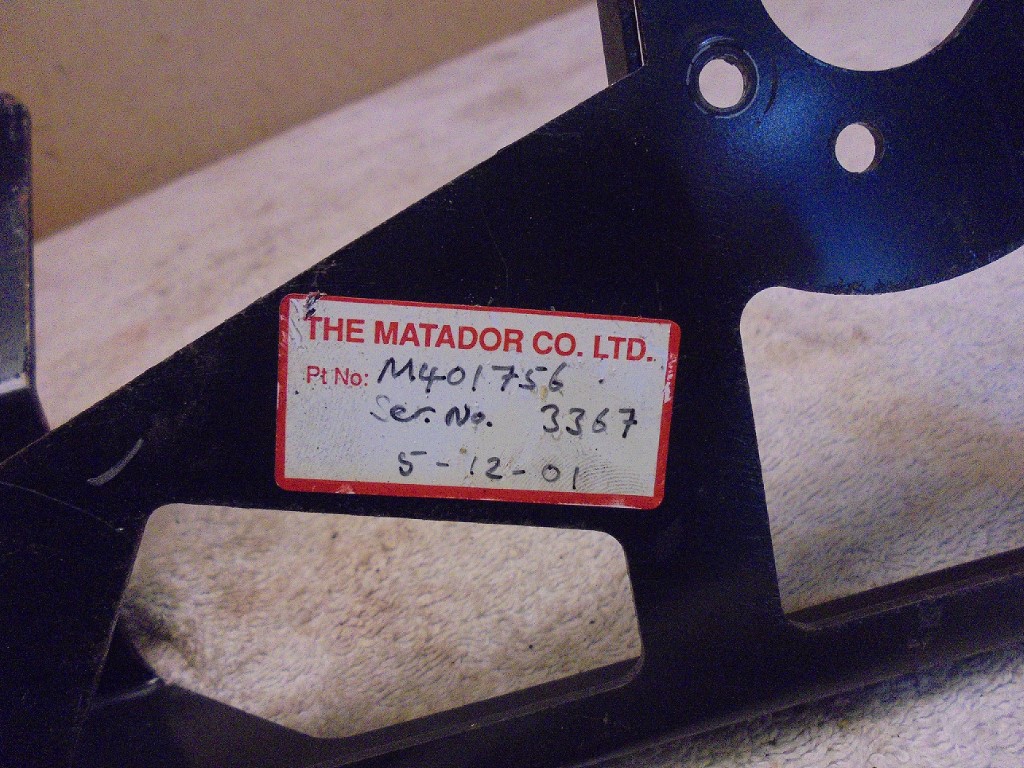 THE MATADOR CO. LTD.
Pt No: M401756
Ser. No. 3367
5-12-01